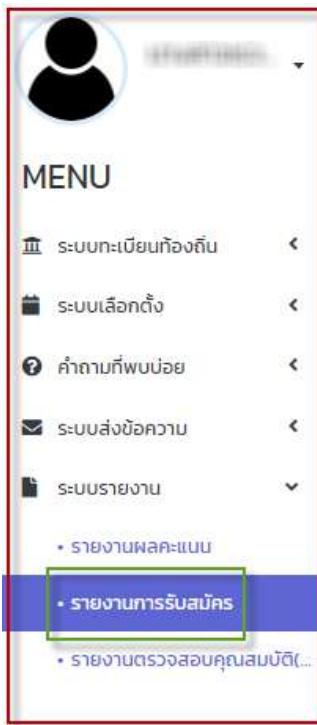 MENU
ระบบทะเบียนท้องถิ่น
ระบบเลือกตั้ง
คำถามที่พบบ่อย
ระบบส่งข้อความ
ระบบรายงาน
• รายงานผลคะแนน
• รายงานการรับสมัคร
• รายงานตรวจสอบคุณสมบัติ(...